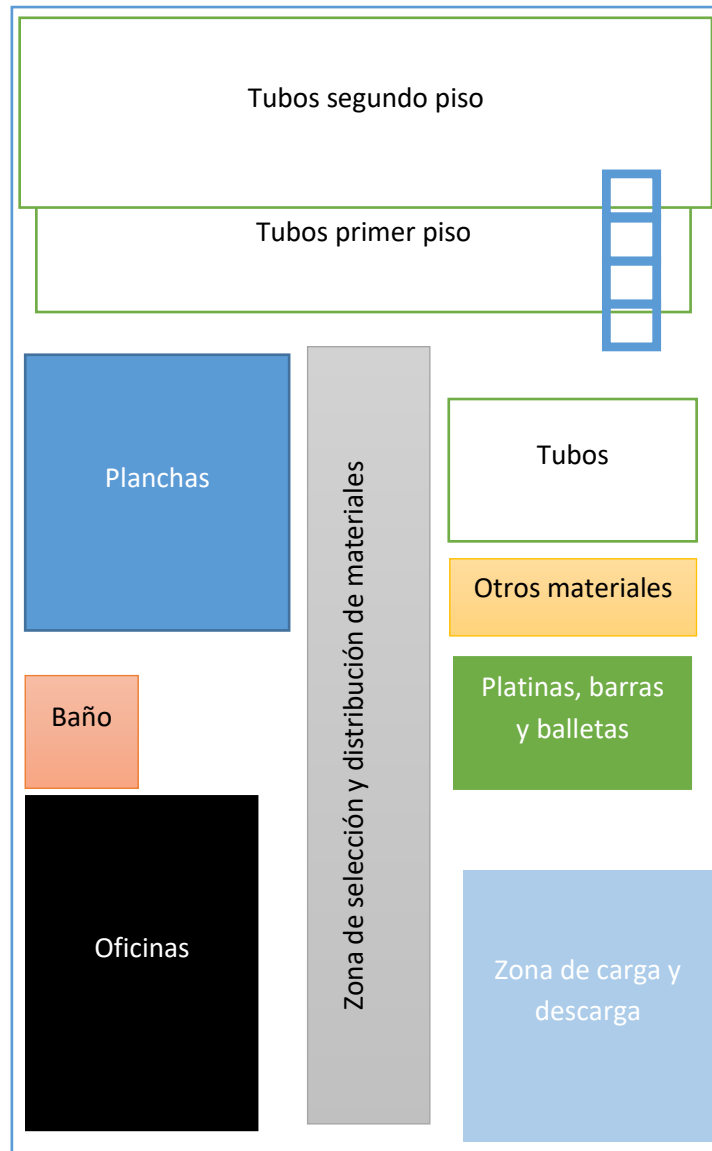 Tubos segundo piso
Tubos primer piso
Planchas
Zona de selección y distribución de materiales
Tubos
Otros materiales
Platinas, barras
y balletas
Baño
Oficinas
Zona de carga y
descarga